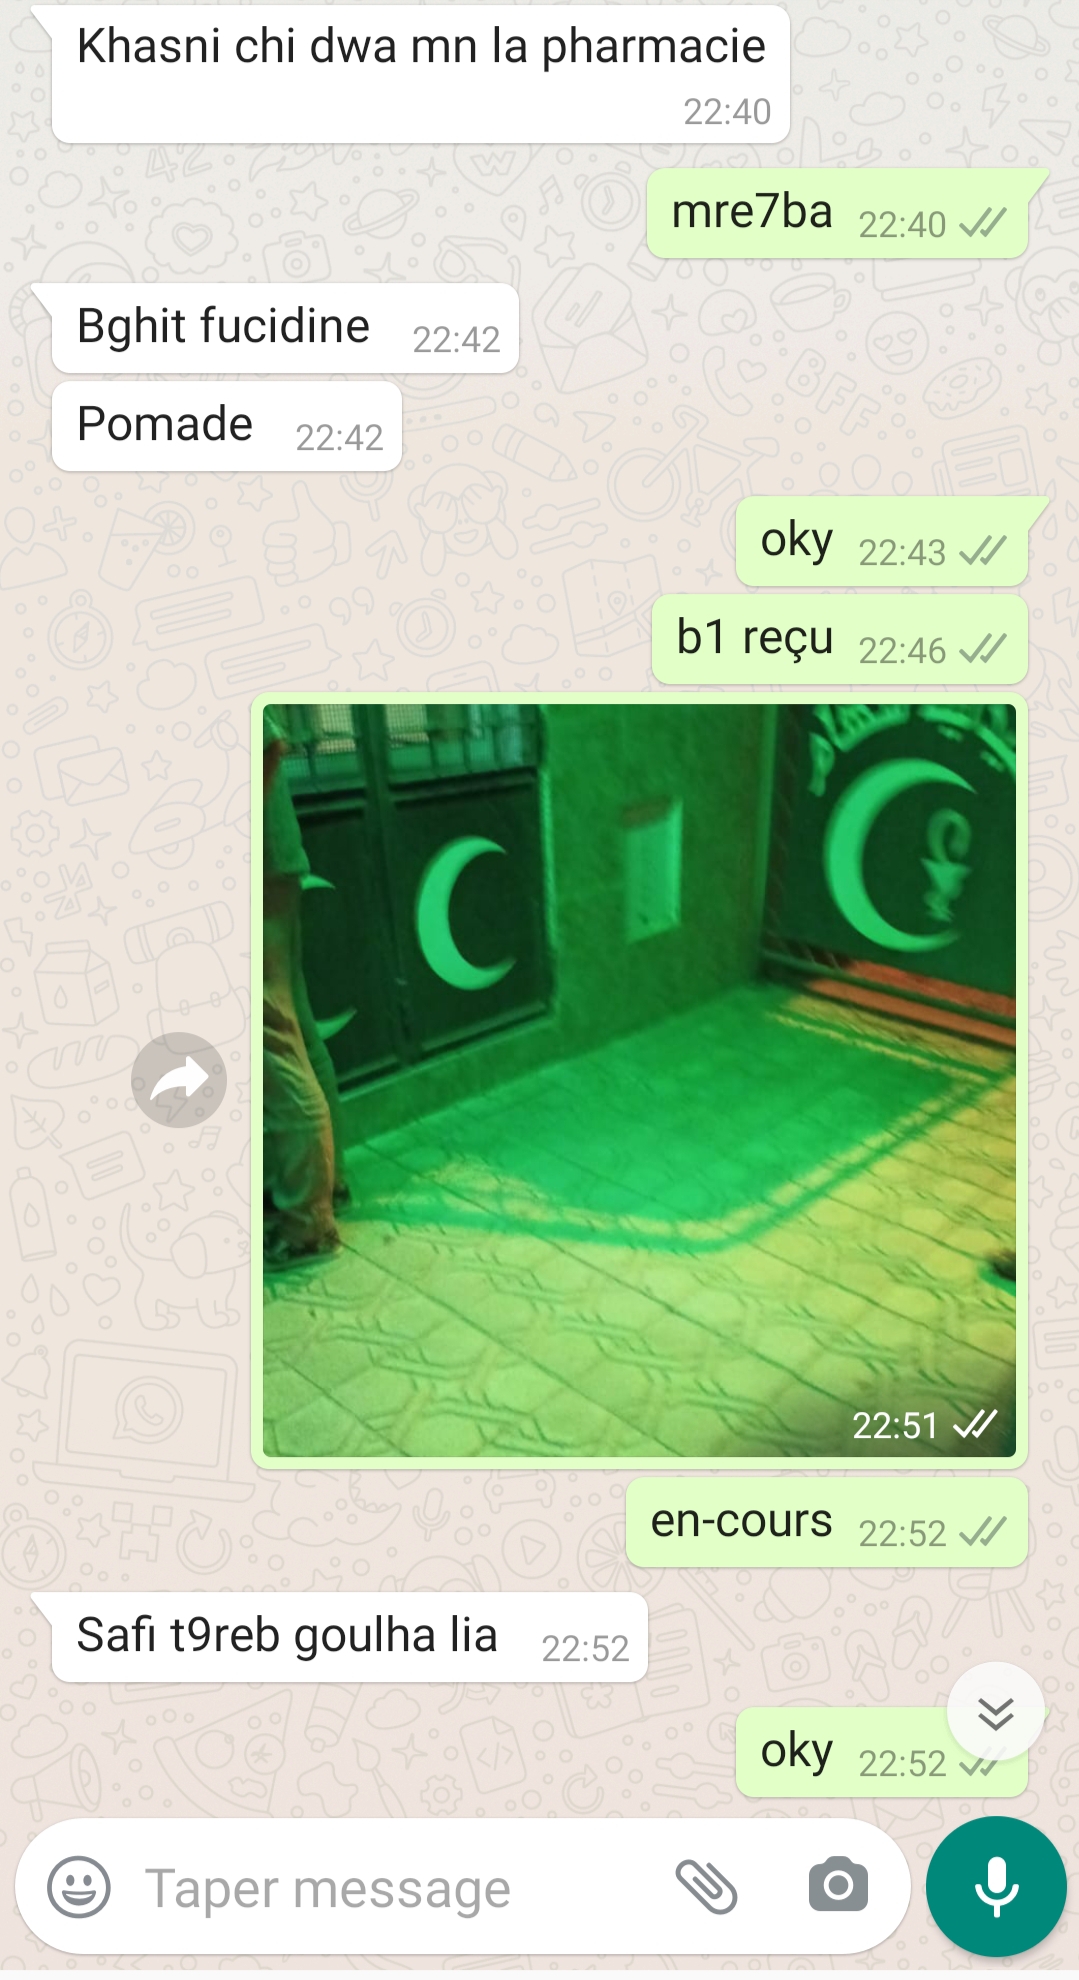 Khasni chi dwa mn la pharmacie
22:40
mre7ba 22:40
Bghit fucidine 22:42
Pomade 22:42
oky 22:43
b1 reçu 22:46
22:51
en-cours 22:52
Safi t9reb goulha lia 22:52
oky 22:52
Taper message